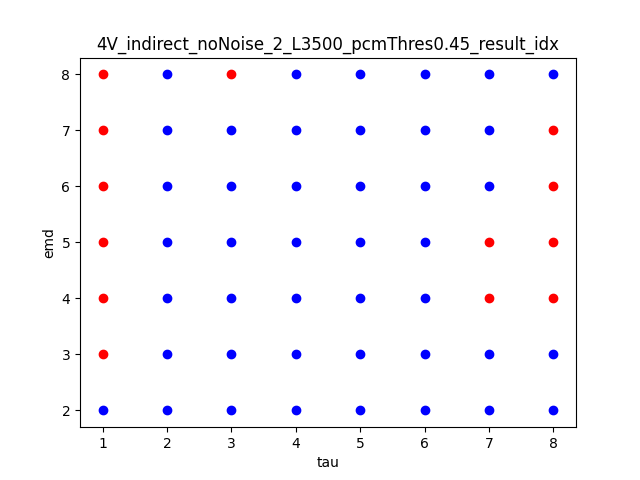 4V_indirect_noNoise_2_L3500_pcmThres0.45_result_idx
8
7
6
5
4
3
2
emd
1 2 3 4 5 6 7 8
tau